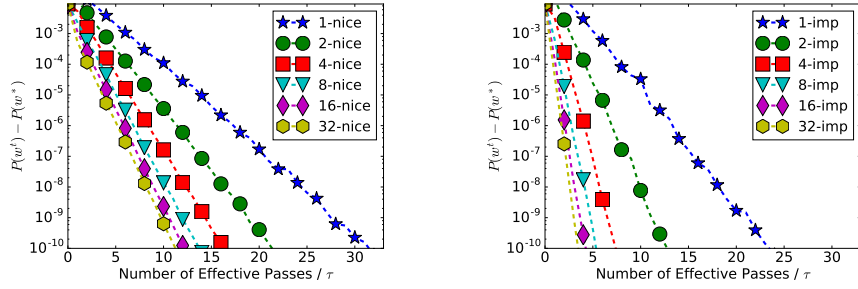 P(w^t) − P(w^*)
10^-3
10^-4
10^-5
10^-6
10^-7
10^-8
10^-9
10^-10
0 5 10 15 20 25 30
Number of Effective Passes / τ
1-nice
2-nice
4-nice
8-nice
16-nice
32-nice
P(w^t) − P(w^*)
10^-3
10^-4
10^-5
10^-6
10^-7
10^-8
10^-9
10^-10
0 5 10 15 20 25 30
Number of Effective Passes / τ
1-imp
2-imp
4-imp
8-imp
16-imp
32-imp